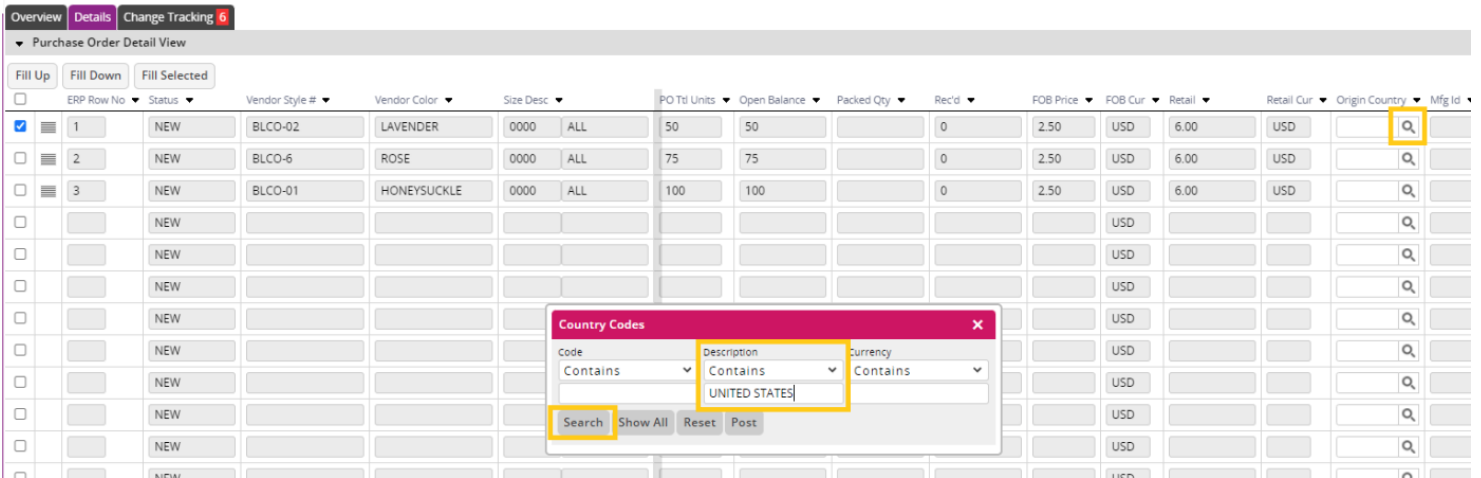 Overview Details Change Tracking 6
Purchase Order Detail View
Fill Up Fill Down Fill Selected
ERP Row No Status Vendor Style # Vendor Color Size Desc PO Ttl Units Open Balance Packed Qty Rec'd FOB Price FOB Cur Retail Retail Cur Origin Country Mfg Id
1 NEW BLCO-02 LAVENDER 0000 ALL 50 50 0 2.50 USD 6.00 USD
2 NEW BLCO-6 ROSE 0000 ALL 75 75 0 2.50 USD 6.00 USD
3 NEW BLCO-01 HONEYSUCKLE 0000 ALL 100 100 0 2.50 USD 6.00 USD
NEW USD
NEW USD
NEW USD
NEW USD
NEW USD
NEW USD
NEW USD
NEW USD
NEW USD
Country Codes
Code Description Currency
Contains Contains Contains
UNITED STATES
Search Show All Reset Post